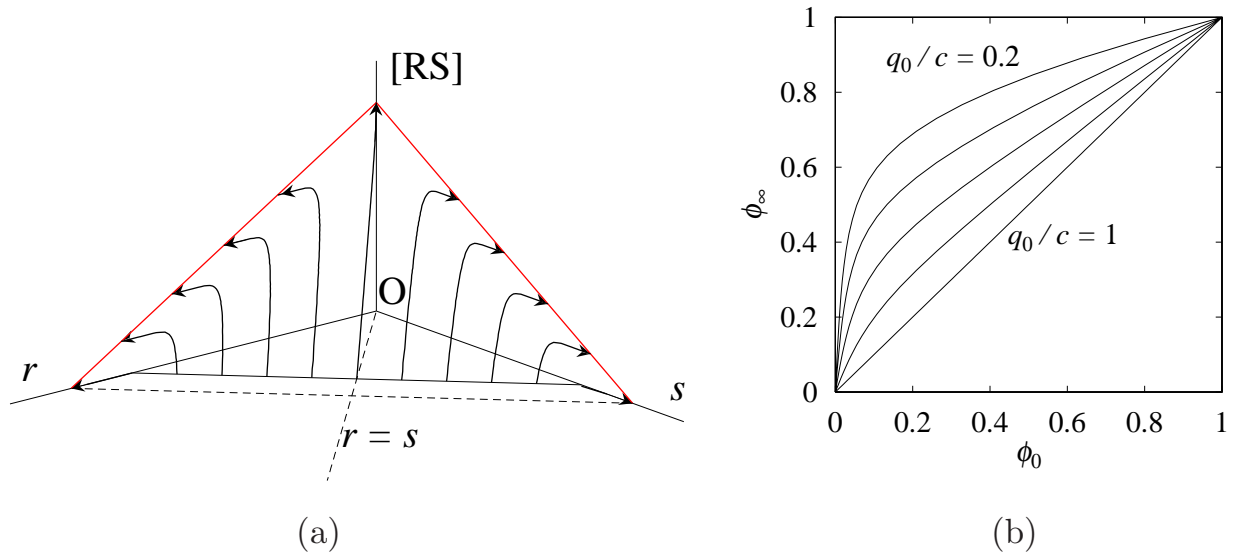 [RS]
O
r
s
r = s
(a)
1
0.8
0.6
0.4
0.2
0
ϕ∞
q0 / c = 0.2
q0 / c = 1
0 0.2 0.4 0.6 0.8 1
ϕ0
(b)